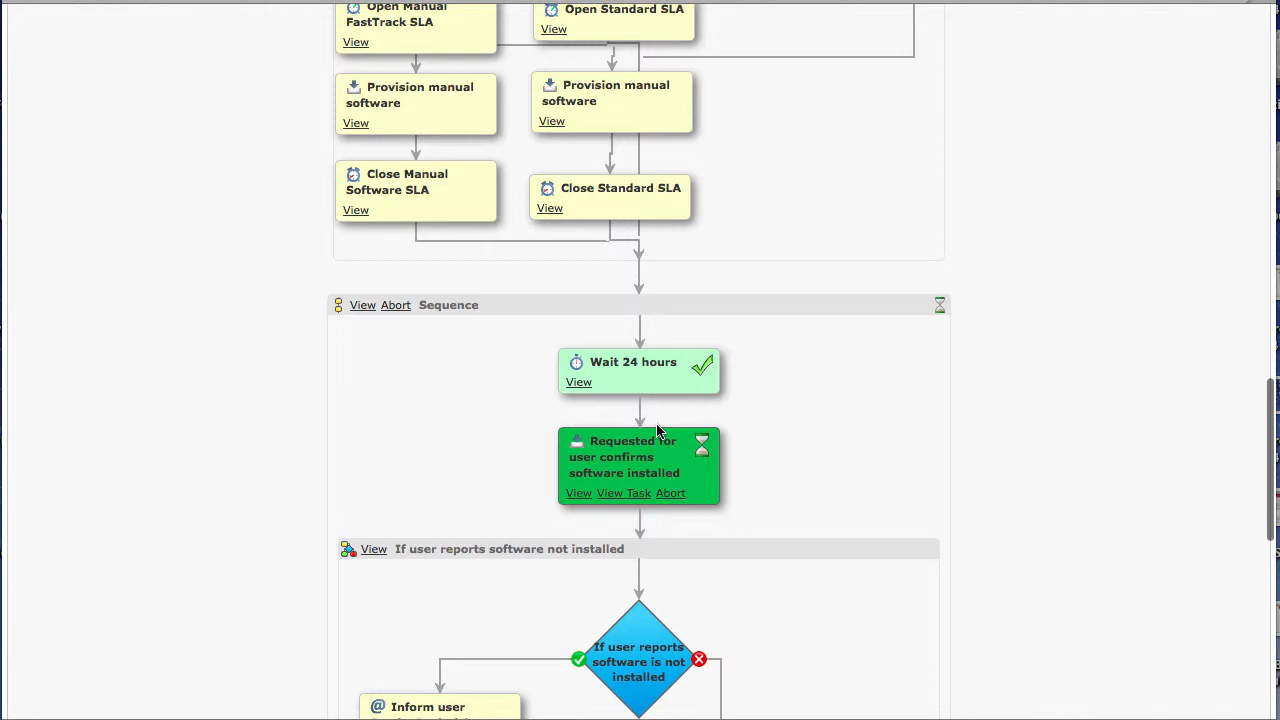 Open Manual
FastTrack SLA
View
Open Standard SLA
View
Provision manual
software
View
Provision manual
software
View
Close Manual
Software SLA
View
Close Standard SLA
View
View Abort Sequence
Wait 24 hours
View
Requested for
user confirms
software installed
View View Task Abort
View If user reports software not installed
If user reports
software is not
installed
Inform user